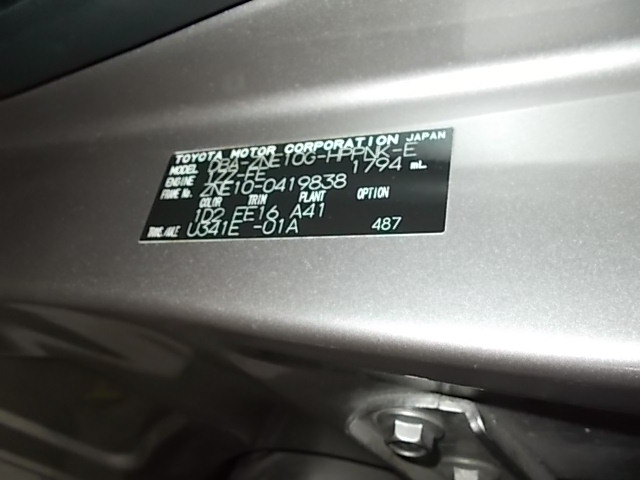 TOYOTA MOTOR CORPORATION JAPAN
MODEL DBA-ZNE10G-HPPNK-E
ENGINE 1ZZ-FE 1794 mL
FRAME No. ZNE10-0419838
COLOR TRIM PLANT OPTION
1D2 FE16 A41
TRANS./AXLE U341E -01A 487